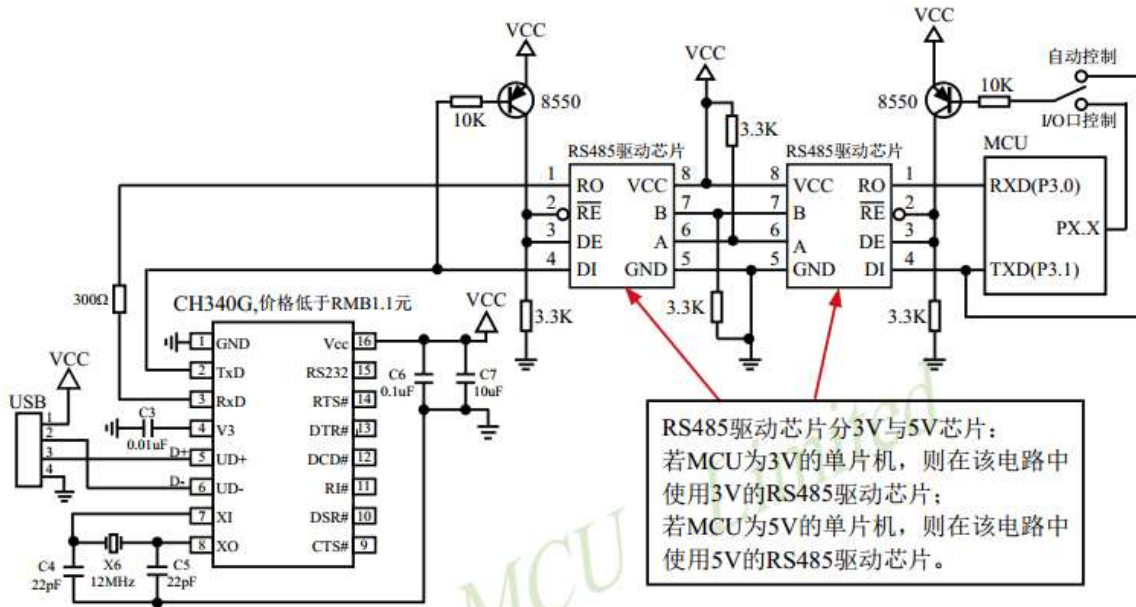 VCC
8550
10K
RS485驱动芯片
1 RO VCC 8
2 RE B 7
3 DE A 6
4 DI GND 5
3.3K
VCC
3.3K
3.3K
RS485驱动芯片
8 VCC RO 1
7 B RE 2
6 A DE 3
5 GND DI 4
VCC
8550
10K
自动控制
I/O口控制
3.3K
MCU
RXD(P3.0)
PX.X
TXD(P3.1)
300Ω
CH340G,价格低于RMB1.1元
1 GND Vcc 16
2 TxD RS232 15
3 RxD RTS# 14
4 V3 DTR# 13
5 UD+ DCD# 12
6 UD- RI# 11
7 XI DSR# 10
8 XO CTS# 9
VCC
C6
0.1uF
C7
10uF
VCC
USB
1
2
3
4
C3
0.01uF
D+
D-
C4
22pF
X6
12MHz
C5
22pF
RS485驱动芯片分3V与5V芯片：
若MCU为3V的单片机，则在该电路中
使用3V的RS485驱动芯片；
若MCU为5V的单片机，则在该电路中
使用5V的RS485驱动芯片。
MCU Limited